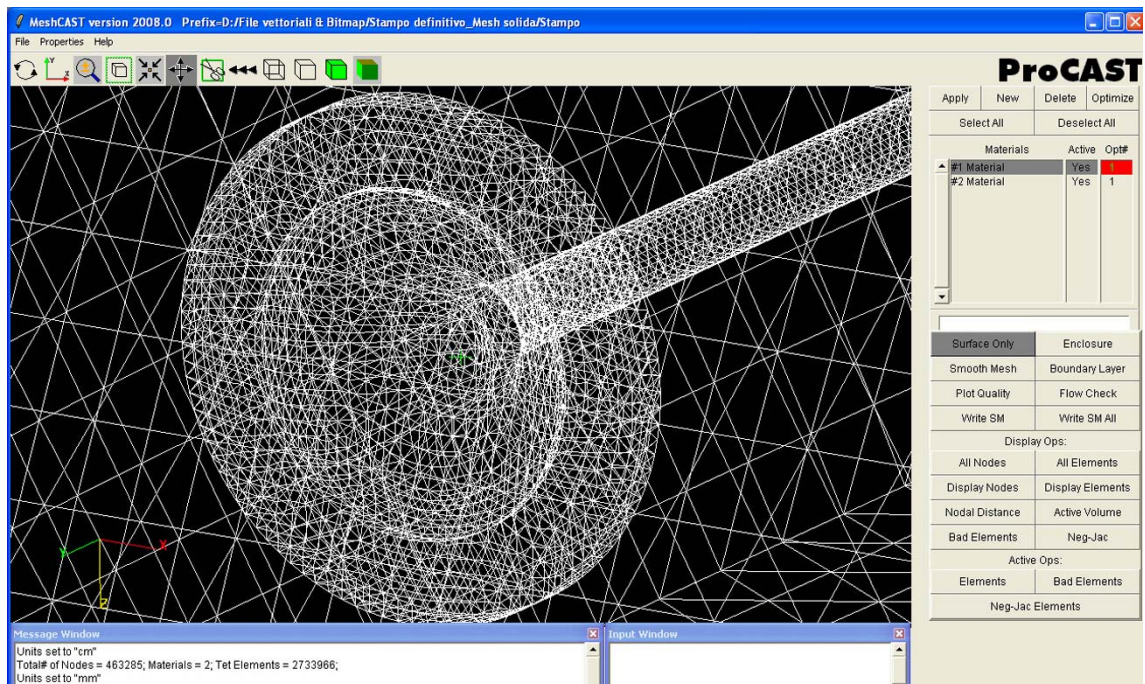 MeshCAST version 2008.0 Prefix-D:/File vettoriali & Bitmap/Stampo definitivo_Mesh solida/Stampo
File Properties Help
Y
X
ProCAST
Apply New Delete Optimize
Select All Deselect All
Materials Active Opt#
#1 Material Yes 1
#2 Material Yes 1
Surface Only Enclosure
Smooth Mesh Boundary Layer
Plot Quality Flow Check
Write SM Write SM All
Display Ops:
All Nodes All Elements
Display Nodes Display Elements
Nodal Distance Active Volume
Bad Elements Neg-Jac
Active Ops:
Elements Bad Elements
Neg-Jac Elements
Y X
Z
Message Window
Units set to "cm"
Total# of Nodes = 463285; Materials = 2; Tet Elements = 2733966;
Units set to "mm"
Input Window